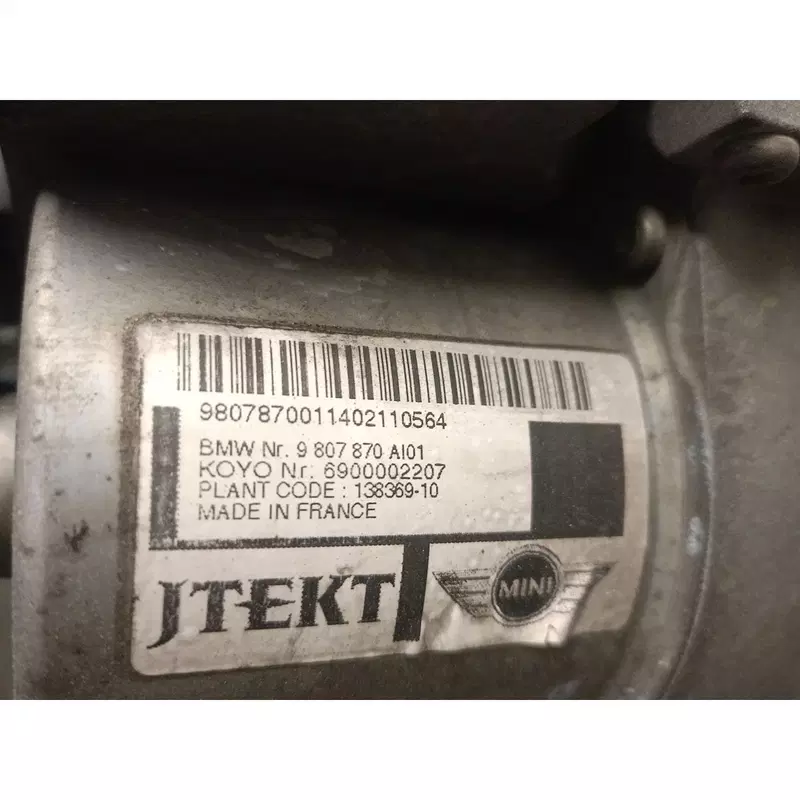 9807870011402110564
BMW Nr. 9 807 870 AI01
KOYO Nr: 6900002207
PLANT CODE : 138369-10
MADE IN FRANCE
JTEKT
MINI